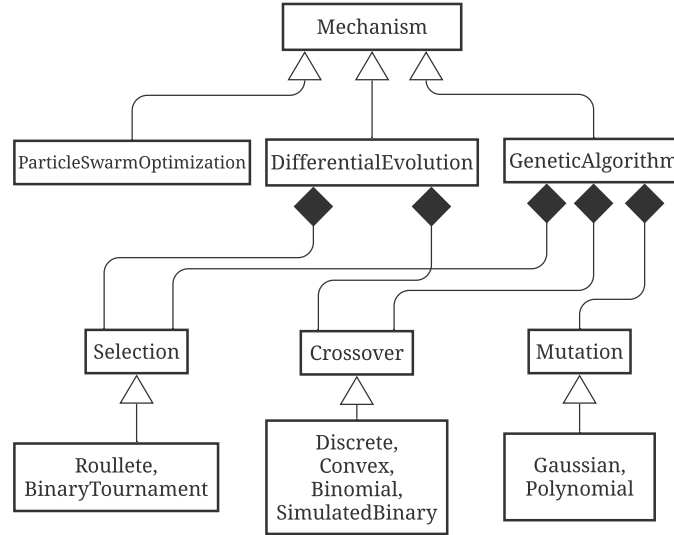 Mechanism
ParticleSwarmOptimization
DifferentialEvolution
GeneticAlgorithm
Selection
Crossover
Mutation
Roullete,
BinaryTournament
Discrete,
Convex,
Binomial,
SimulatedBinary
Gaussian,
Polynomial